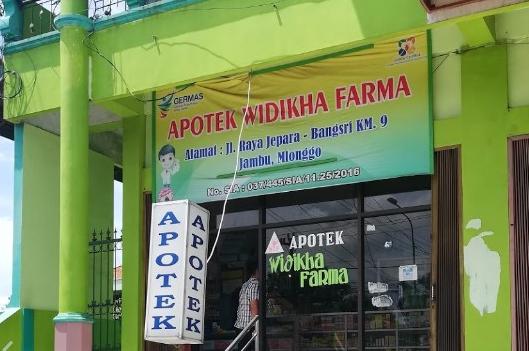 GERMAS
APOTEK WIDIKHA FARMA
Alamat : Jl. Raya Jepara - Bangsri KM. 9
Jambu, Mlonggo
No. SIA : 037/445/SIA/11.25/2016
APOTEK
APOTEK
APOTEK
widikha
FARMA